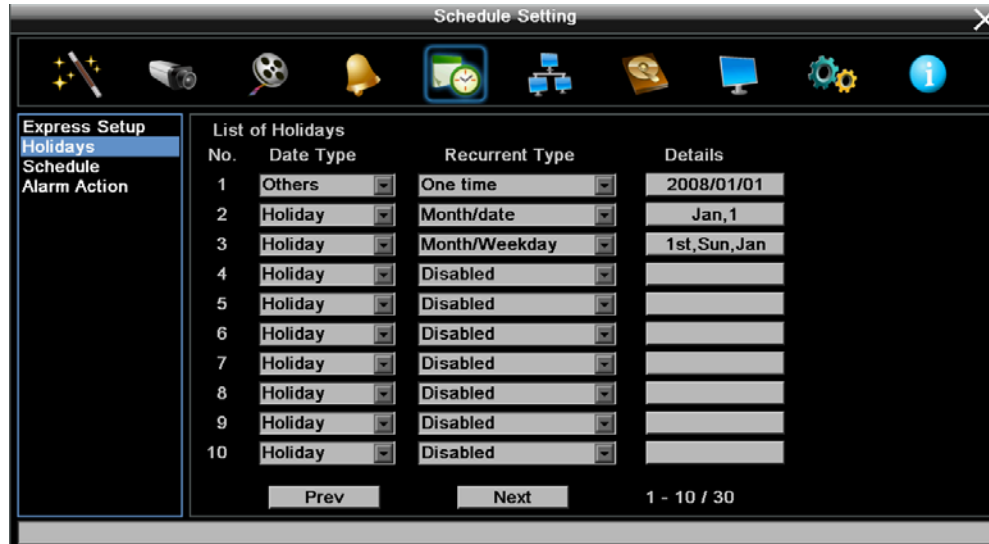 Schedule Setting
Express Setup
Holidays
Schedule
Alarm Action
List of Holidays
No. Date Type Recurrent Type Details
1 Others One time 2008/01/01
2 Holiday Month/date Jan,1
3 Holiday Month/Weekday 1st,Sun,Jan
4 Holiday Disabled
5 Holiday Disabled
6 Holiday Disabled
7 Holiday Disabled
8 Holiday Disabled
9 Holiday Disabled
10 Holiday Disabled
Prev Next 1 - 10 / 30